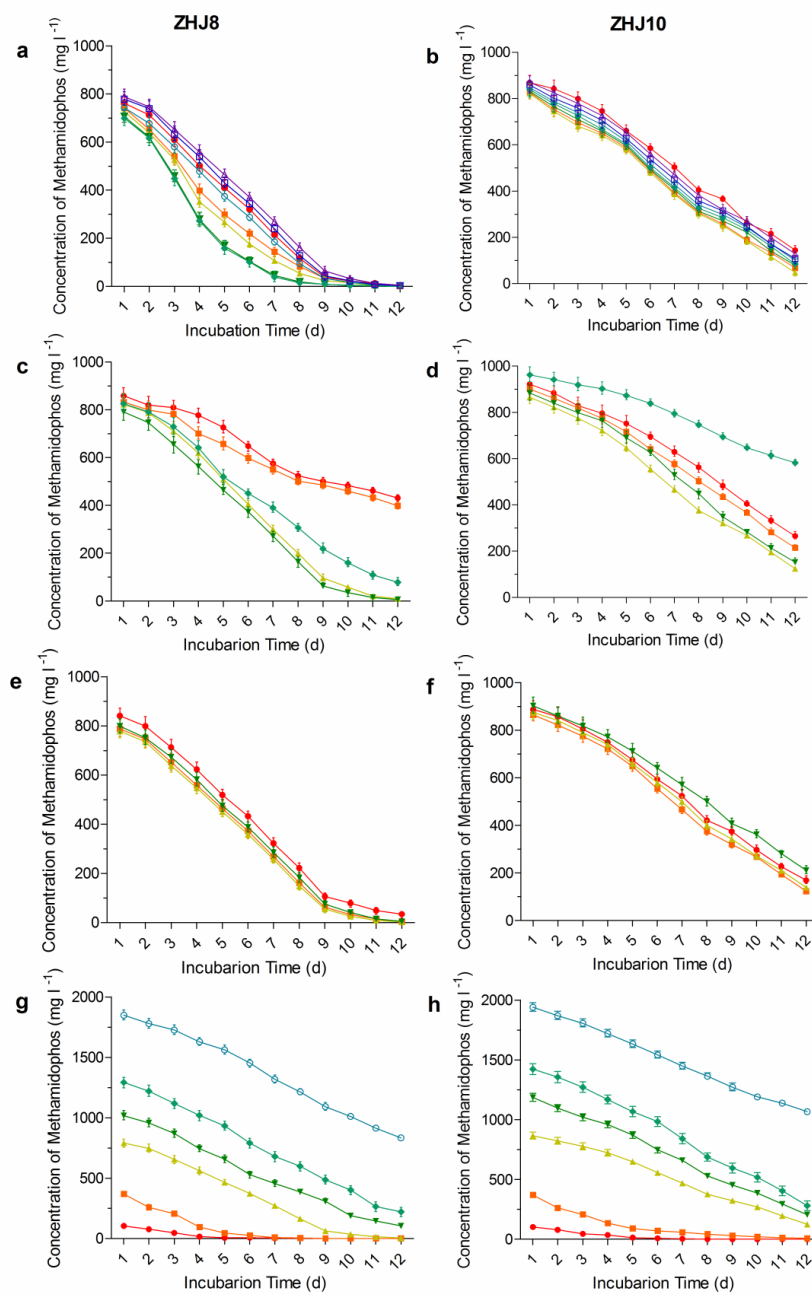 ZHJ8
ZHJ10
a
Concentration of Methamidophos (mg l⁻¹)
1000
800
600
400
200
0
1 2 3 4 5 6 7 8 9 10 11 12
Incubation Time (d)
b
Concentration of Methamidophos (mg l⁻¹)
1000
800
600
400
200
0
1 2 3 4 5 6 7 8 9 10 11 12
Incubarion Time (d)
c
Concentration of Methamidophos (mg l⁻¹)
1000
800
600
400
200
0
1 2 3 4 5 6 7 8 9 10 11 12
Incubarion Time (d)
d
Concentration of Methamidophos (mg l⁻¹)
1000
800
600
400
200
0
1 2 3 4 5 6 7 8 9 10 11 12
Incubarion Time (d)
e
Concentration of Methamidophos (mg l⁻¹)
1000
800
600
400
200
0
1 2 3 4 5 6 7 8 9 10 11 12
Incubarion Time (d)
f
Concentration of Methamidophos (mg l⁻¹)
1000
800
600
400
200
0
1 2 3 4 5 6 7 8 9 10 11 12
Incubarion Time (d)
g
Concentration of Methamidophos (mg l⁻¹)
2000
1500
1000
500
0
1 2 3 4 5 6 7 8 9 10 11 12
Incubarion Time (d)
h
Concentration of Methamidophos (mg l⁻¹)
2000
1500
1000
500
0
1 2 3 4 5 6 7 8 9 10 11 12
Incubarion Time (d)